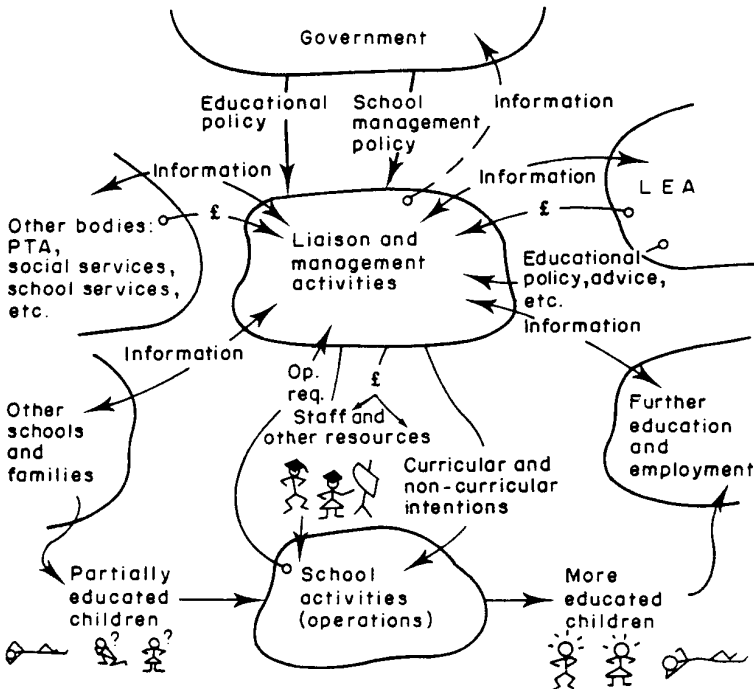 Government
Educational
policy
School
management
policy
Information
Information
Information
LEA
£
£
Other bodies:
PTA,
social services,
school services,
etc.
Liaison and
management
activities
Educational
policy, advice,
etc.
Information
Information
Op.
req.
£
Staff and
other resources
Other
schools
and
families
Further
education
and
employment
Curricular and
non-curricular
intentions
Partially
educated
children
School
activities
(operations)
More
educated
children
? ?